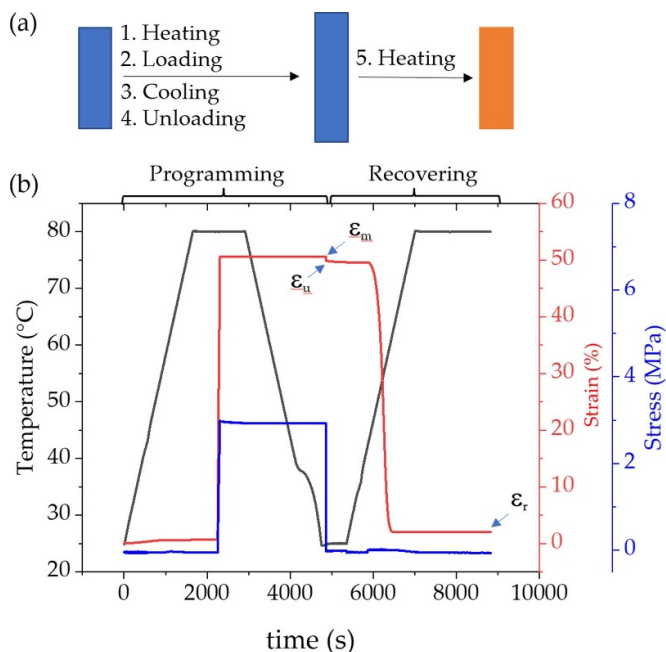 (a)
1. Heating
2. Loading
3. Cooling
4. Unloading
5. Heating
Programming
Recovering
(b)
80
70
60
50
40
30
20
Temperature (°C)
0
2000
4000
6000
8000
10000
time (s)
εm
εu
εr
60
50
40
30
20
10
0
Strain (%)
8
6
4
2
0
Stress (MPa)